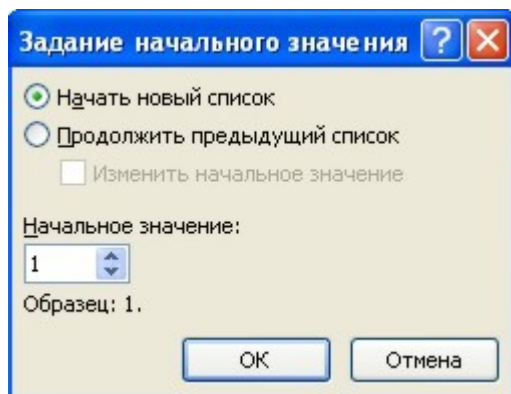 Задание начального значения ?
Начать новый список
Продолжить предыдущий список
Изменить начальное значение
Начальное значение:
1
Образец: 1.
ОК Отмена